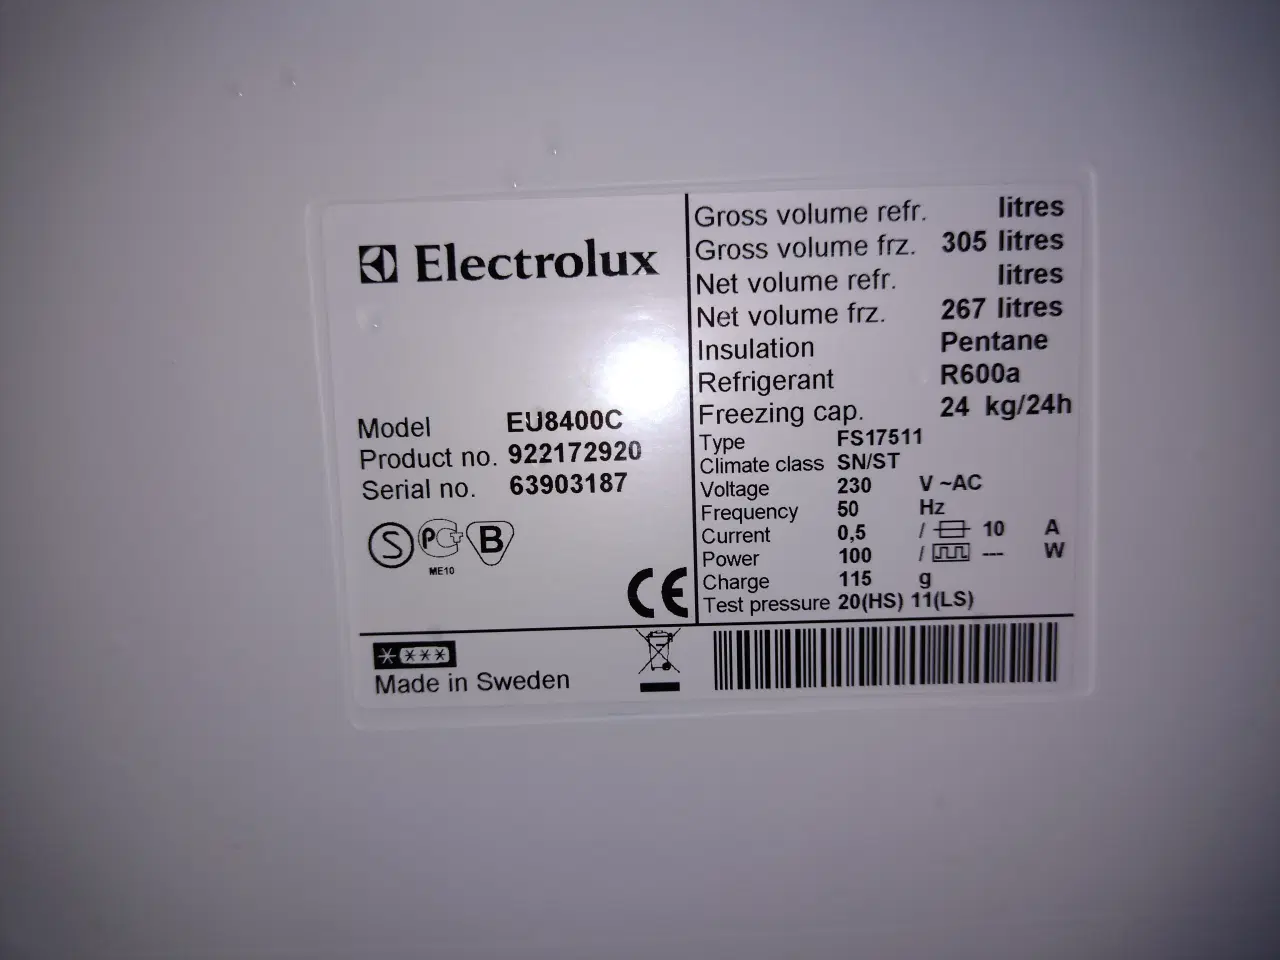 Electrolux
Model EU8400C
Product no. 922172920
Serial no. 63903187
S PG B
ME10
CE
Made in Sweden
Gross volume refr. litres
Gross volume frz. 305 litres
Net volume refr. litres
Net volume frz. 267 litres
Insulation Pentane
Refrigerant R600a
Freezing cap. 24 kg/24h
Type FS17511
Climate class SN/ST
Voltage 230 V ~AC
Frequency 50 Hz
Current 0,5 / 10 A
Power 100 / --- W
Charge 115 g
Test pressure 20(HS) 11(LS)